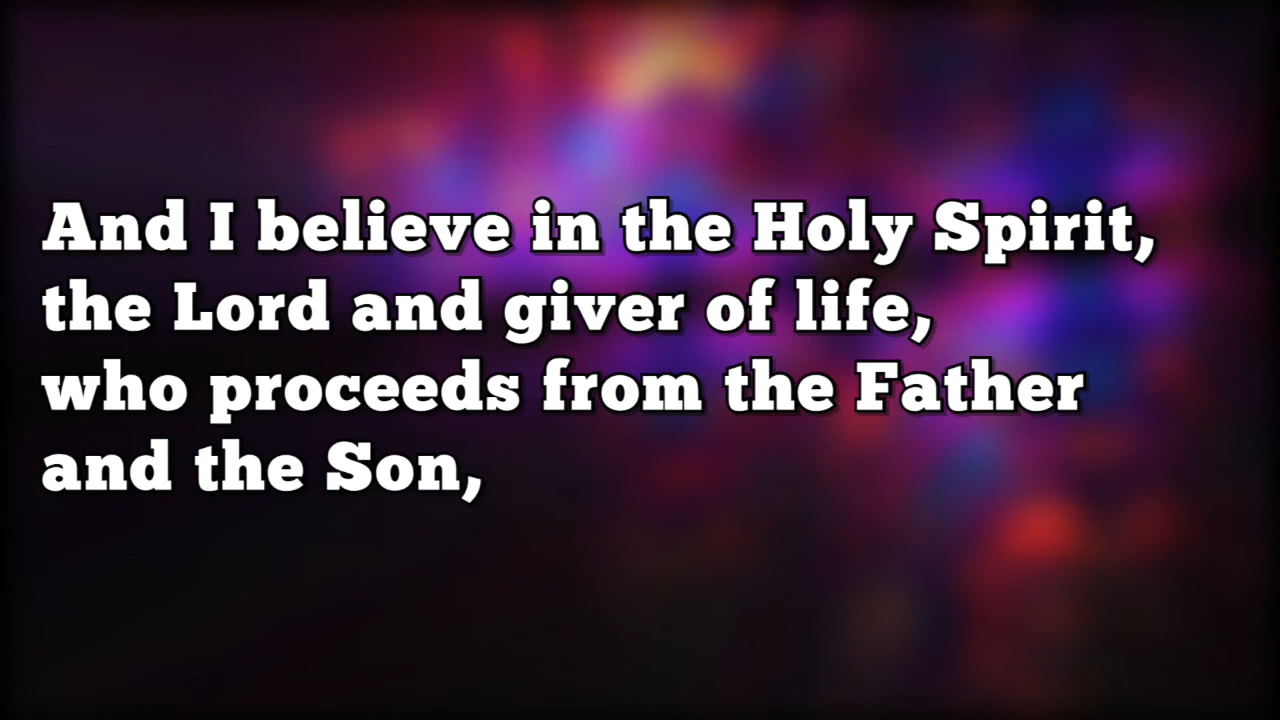 And I believe in the Holy Spirit,
the Lord and giver of life,
who proceeds from the Father
and the Son,